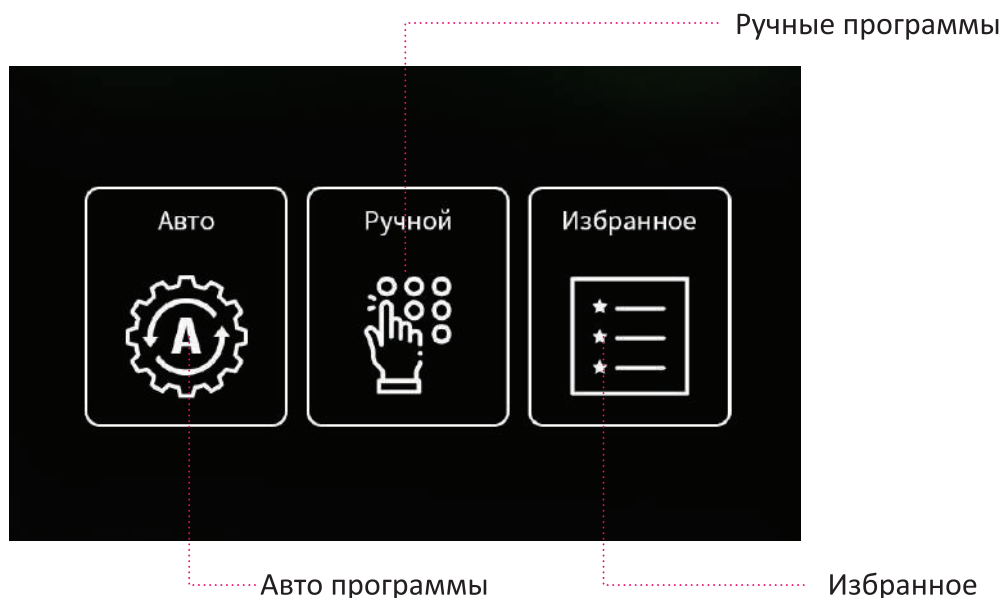 Ручные программы
Авто
Ручной
Избранное
A
Авто программы
Избранное